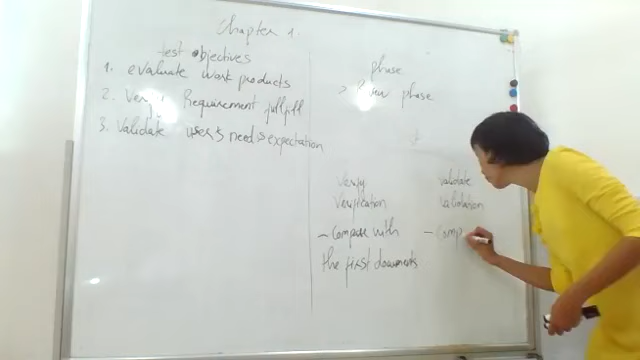 Chapter 1
test objectives
1. evaluate work products
2. Verify Requirement fulfill
3. Validate users need expectation
phase
phase
Verify
Verification
- Compare with
the first documents
validate
validation
- Comp